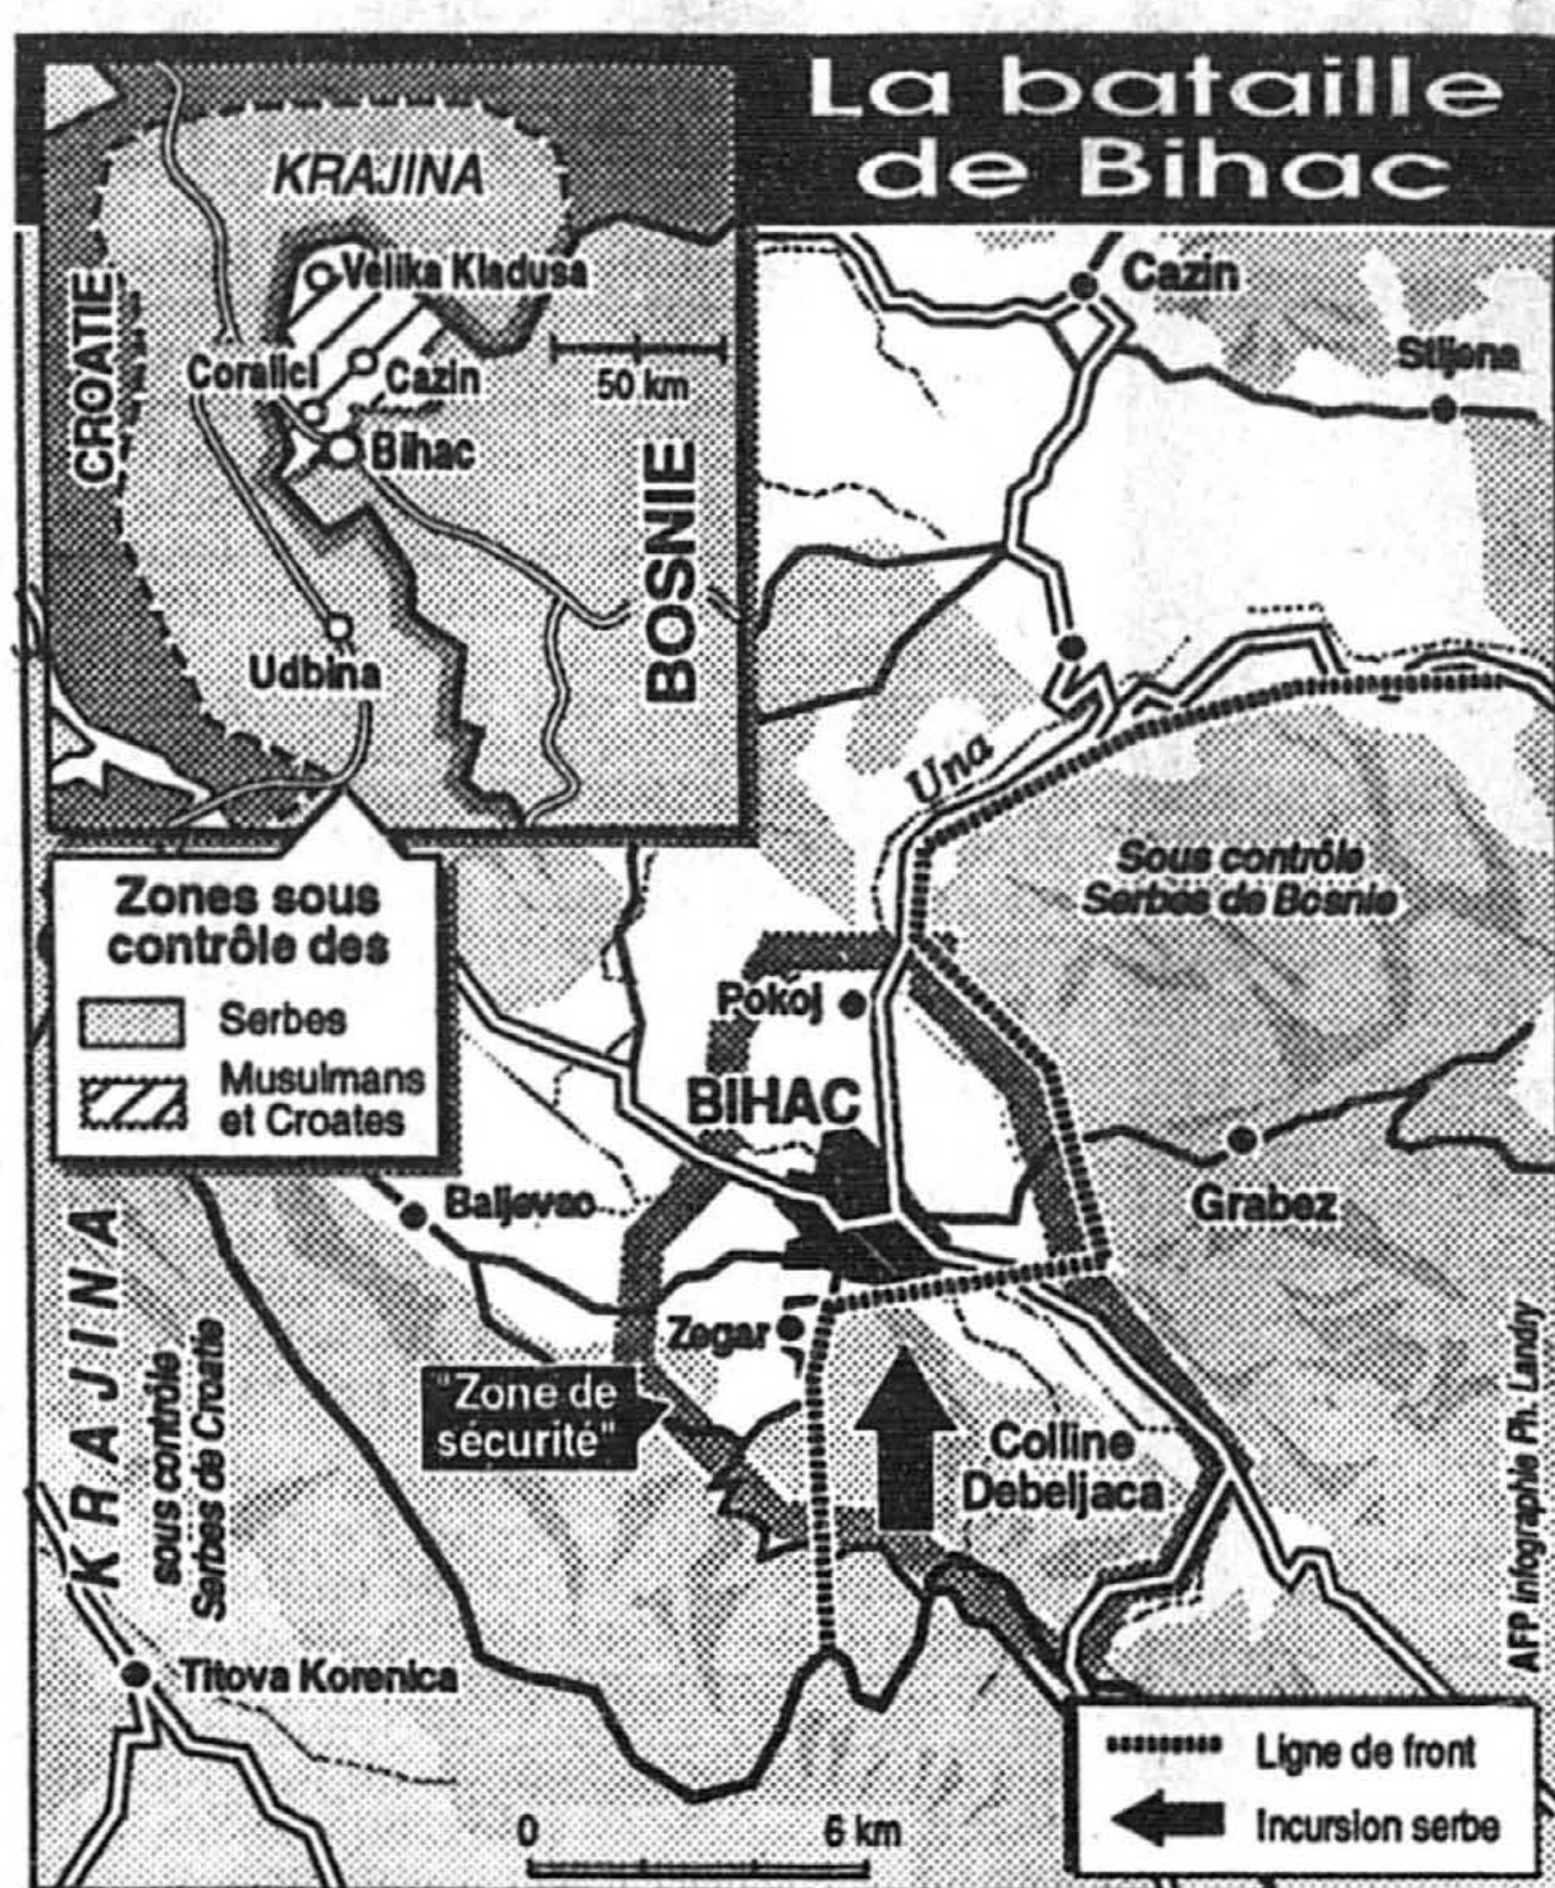 La bataille
de Bihac
KRAJINA
Velika Kladusa
CROATIE
Coralici
Cazin
50 km
Bihac
BOSNIE
Udbina
Cazin
Stijena
Una
Sous contrôle
Serbes de Bosnie
Zones sous
contrôle des
Serbes
Musulmans
et Croates
Pokoj
BIHAC
Baljevac
Grabez
Zegar
"Zone de
sécurité"
Colline
Debeljaca
KRAJINA
sous contrôle
Serbes de Croatie
Titova Korenica
0
6 km
Ligne de front
Incursion serbe
AFP Infographie Ph. Landry